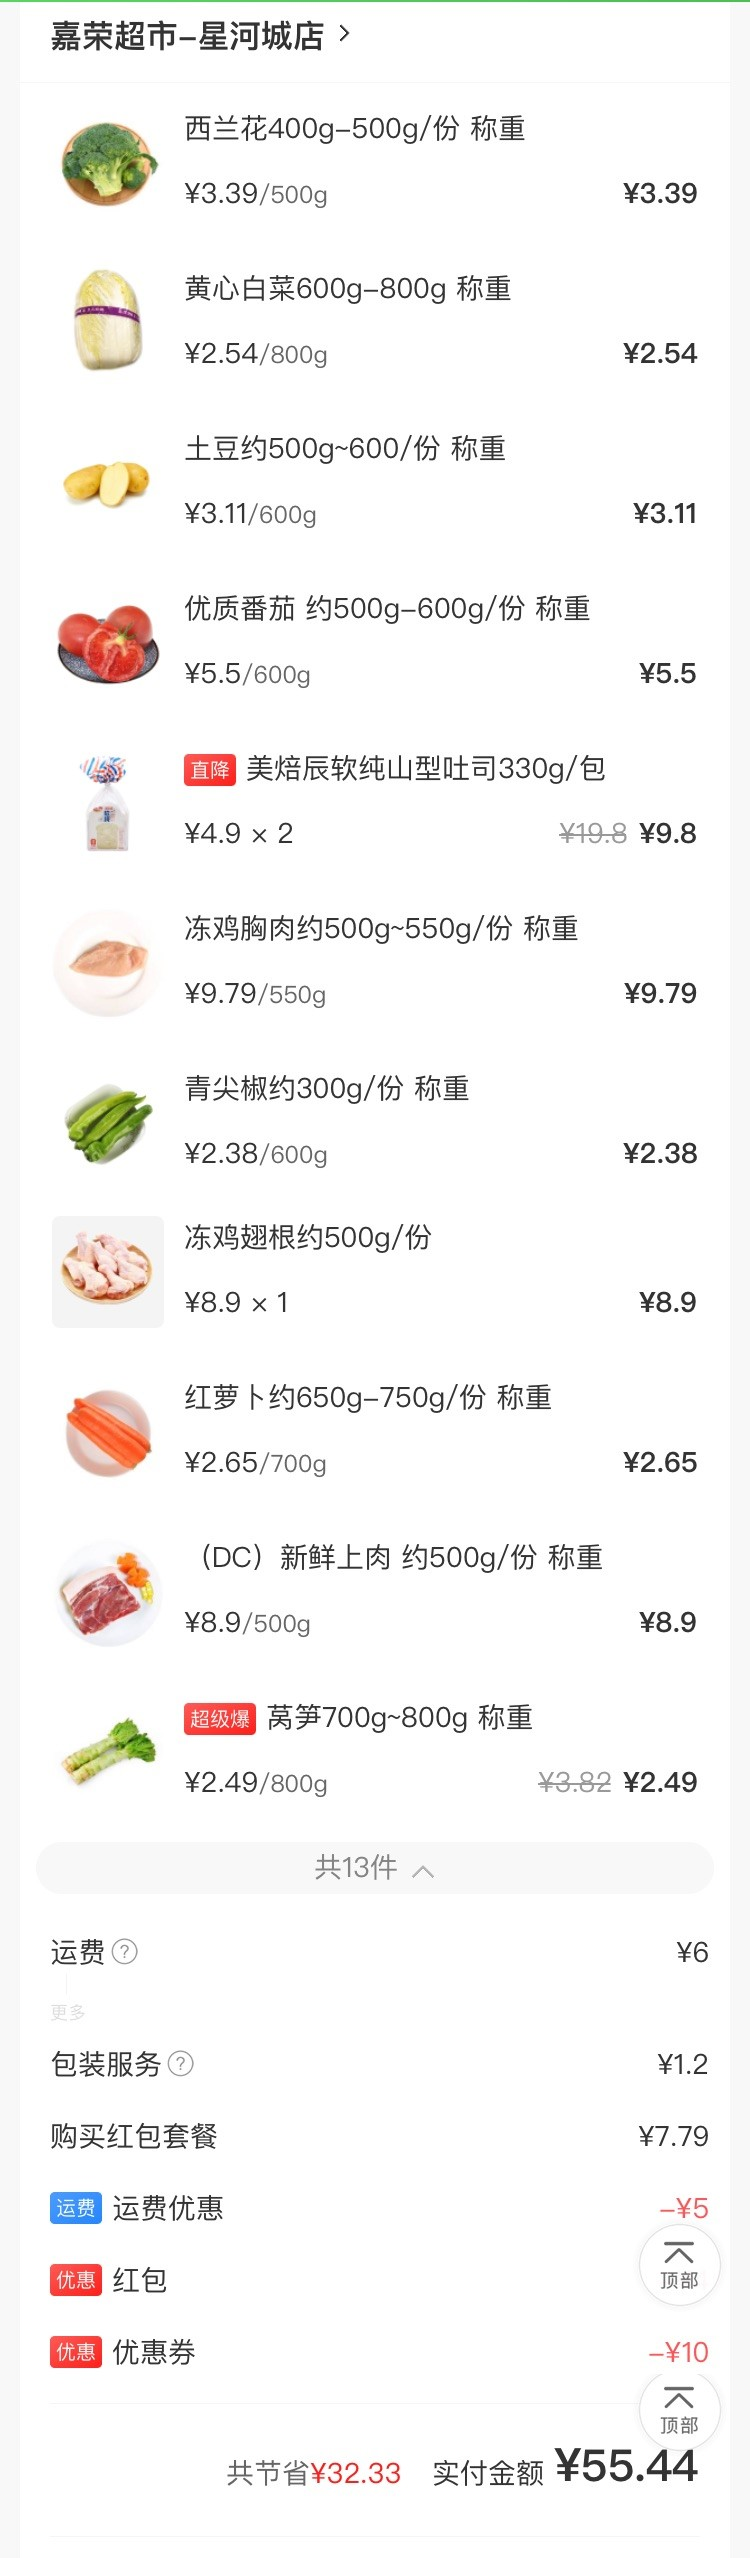 嘉荣超市–星河城店
西兰花400g–500g/份 称重
¥3.39/500g ¥3.39
黄心白菜600g–800g 称重
¥2.54/800g ¥2.54
土豆约500g~600/份 称重
¥3.11/600g ¥3.11
优质番茄 约500g–600g/份 称重
¥5.5/600g ¥5.5
直降 美焙辰软纯山型吐司330g/包
¥4.9 × 2 ¥19.8 ¥9.8
冻鸡胸肉约500g~550g/份 称重
¥9.79/550g ¥9.79
青尖椒约300g/份 称重
¥2.38/600g ¥2.38
冻鸡翅根约500g/份
¥8.9 × 1 ¥8.9
红萝卜约650g–750g/份 称重
¥2.65/700g ¥2.65
（DC）新鲜上肉 约500g/份 称重
¥8.9/500g ¥8.9
超级爆 莴笋700g~800g 称重
¥2.49/800g ¥3.82 ¥2.49
共13件
运费 ? ¥6
更多
包装服务 ? ¥1.2
购买红包套餐 ¥7.79
运费 运费优惠 –¥5
顶部
优惠 红包
优惠 优惠券 –¥10
顶部
共节省¥32.33 实付金额 ¥55.44